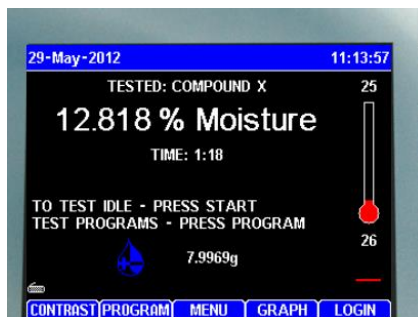 29-May-2012 11:13:57
TESTED: COMPOUND X 25
12.818 % Moisture
TIME: 1:18
TO TEST IDLE - PRESS START
TEST PROGRAMS - PRESS PROGRAM
26
7.9969g
CONTRAST PROGRAM MENU GRAPH LOGIN